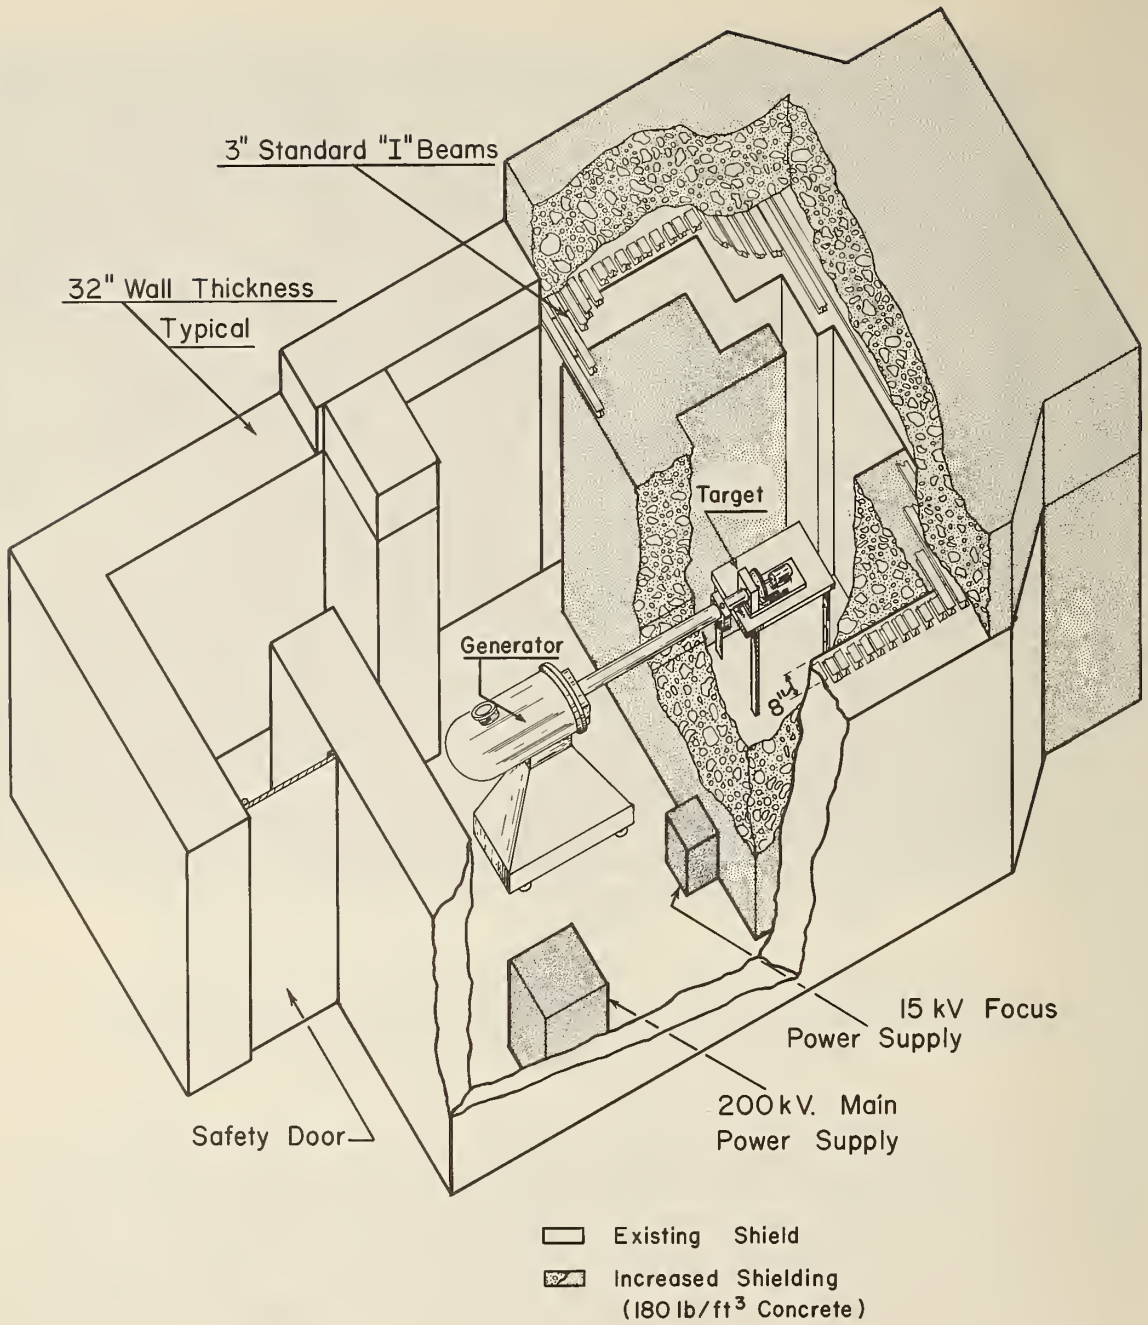 3" Standard "I" Beams
32" Wall Thickness
Typical
Target
Generator
8"
15 kV Focus
Power Supply
200 kV. Main
Power Supply
Safety Door
Existing Shield
Increased Shielding
(180 lb/ft³ Concrete)